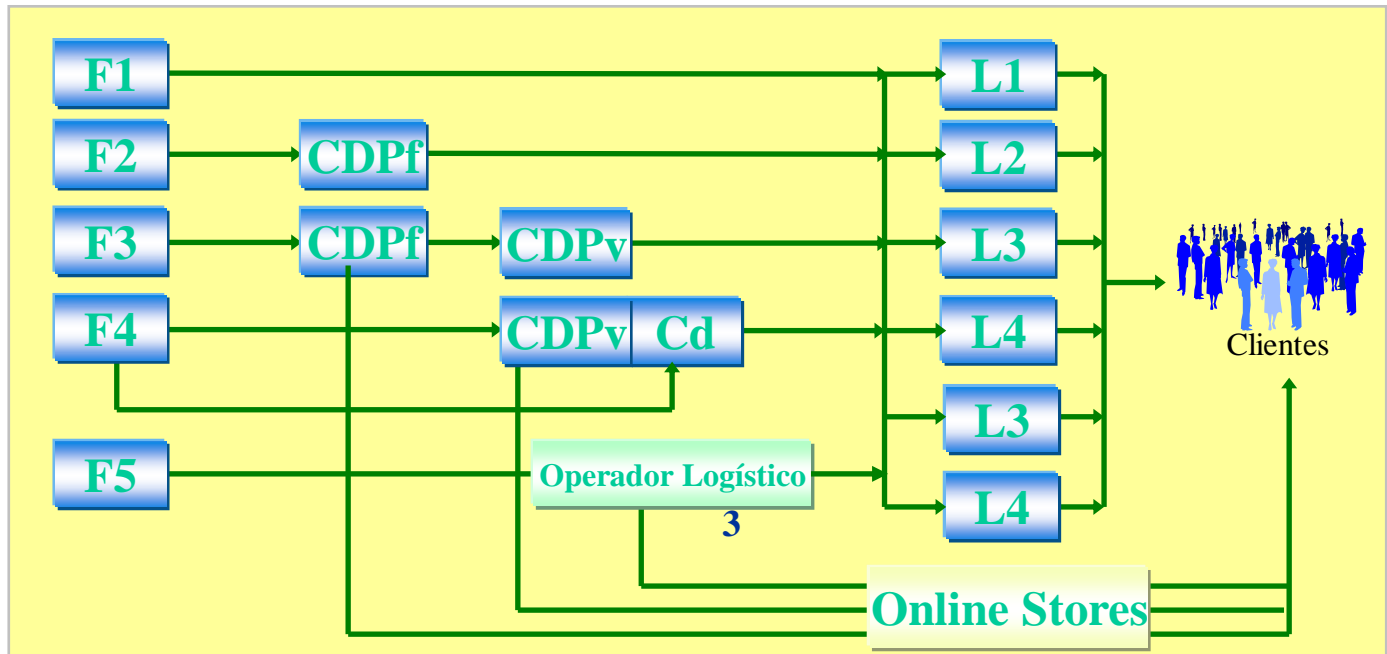 F1
L1
F2
CDPf
L2
F3
CDPf
CDPv
L3
F4
CDPv
Cd
L4
Clientes
L3
F5
Operador Logístico
L4
3
Online Stores